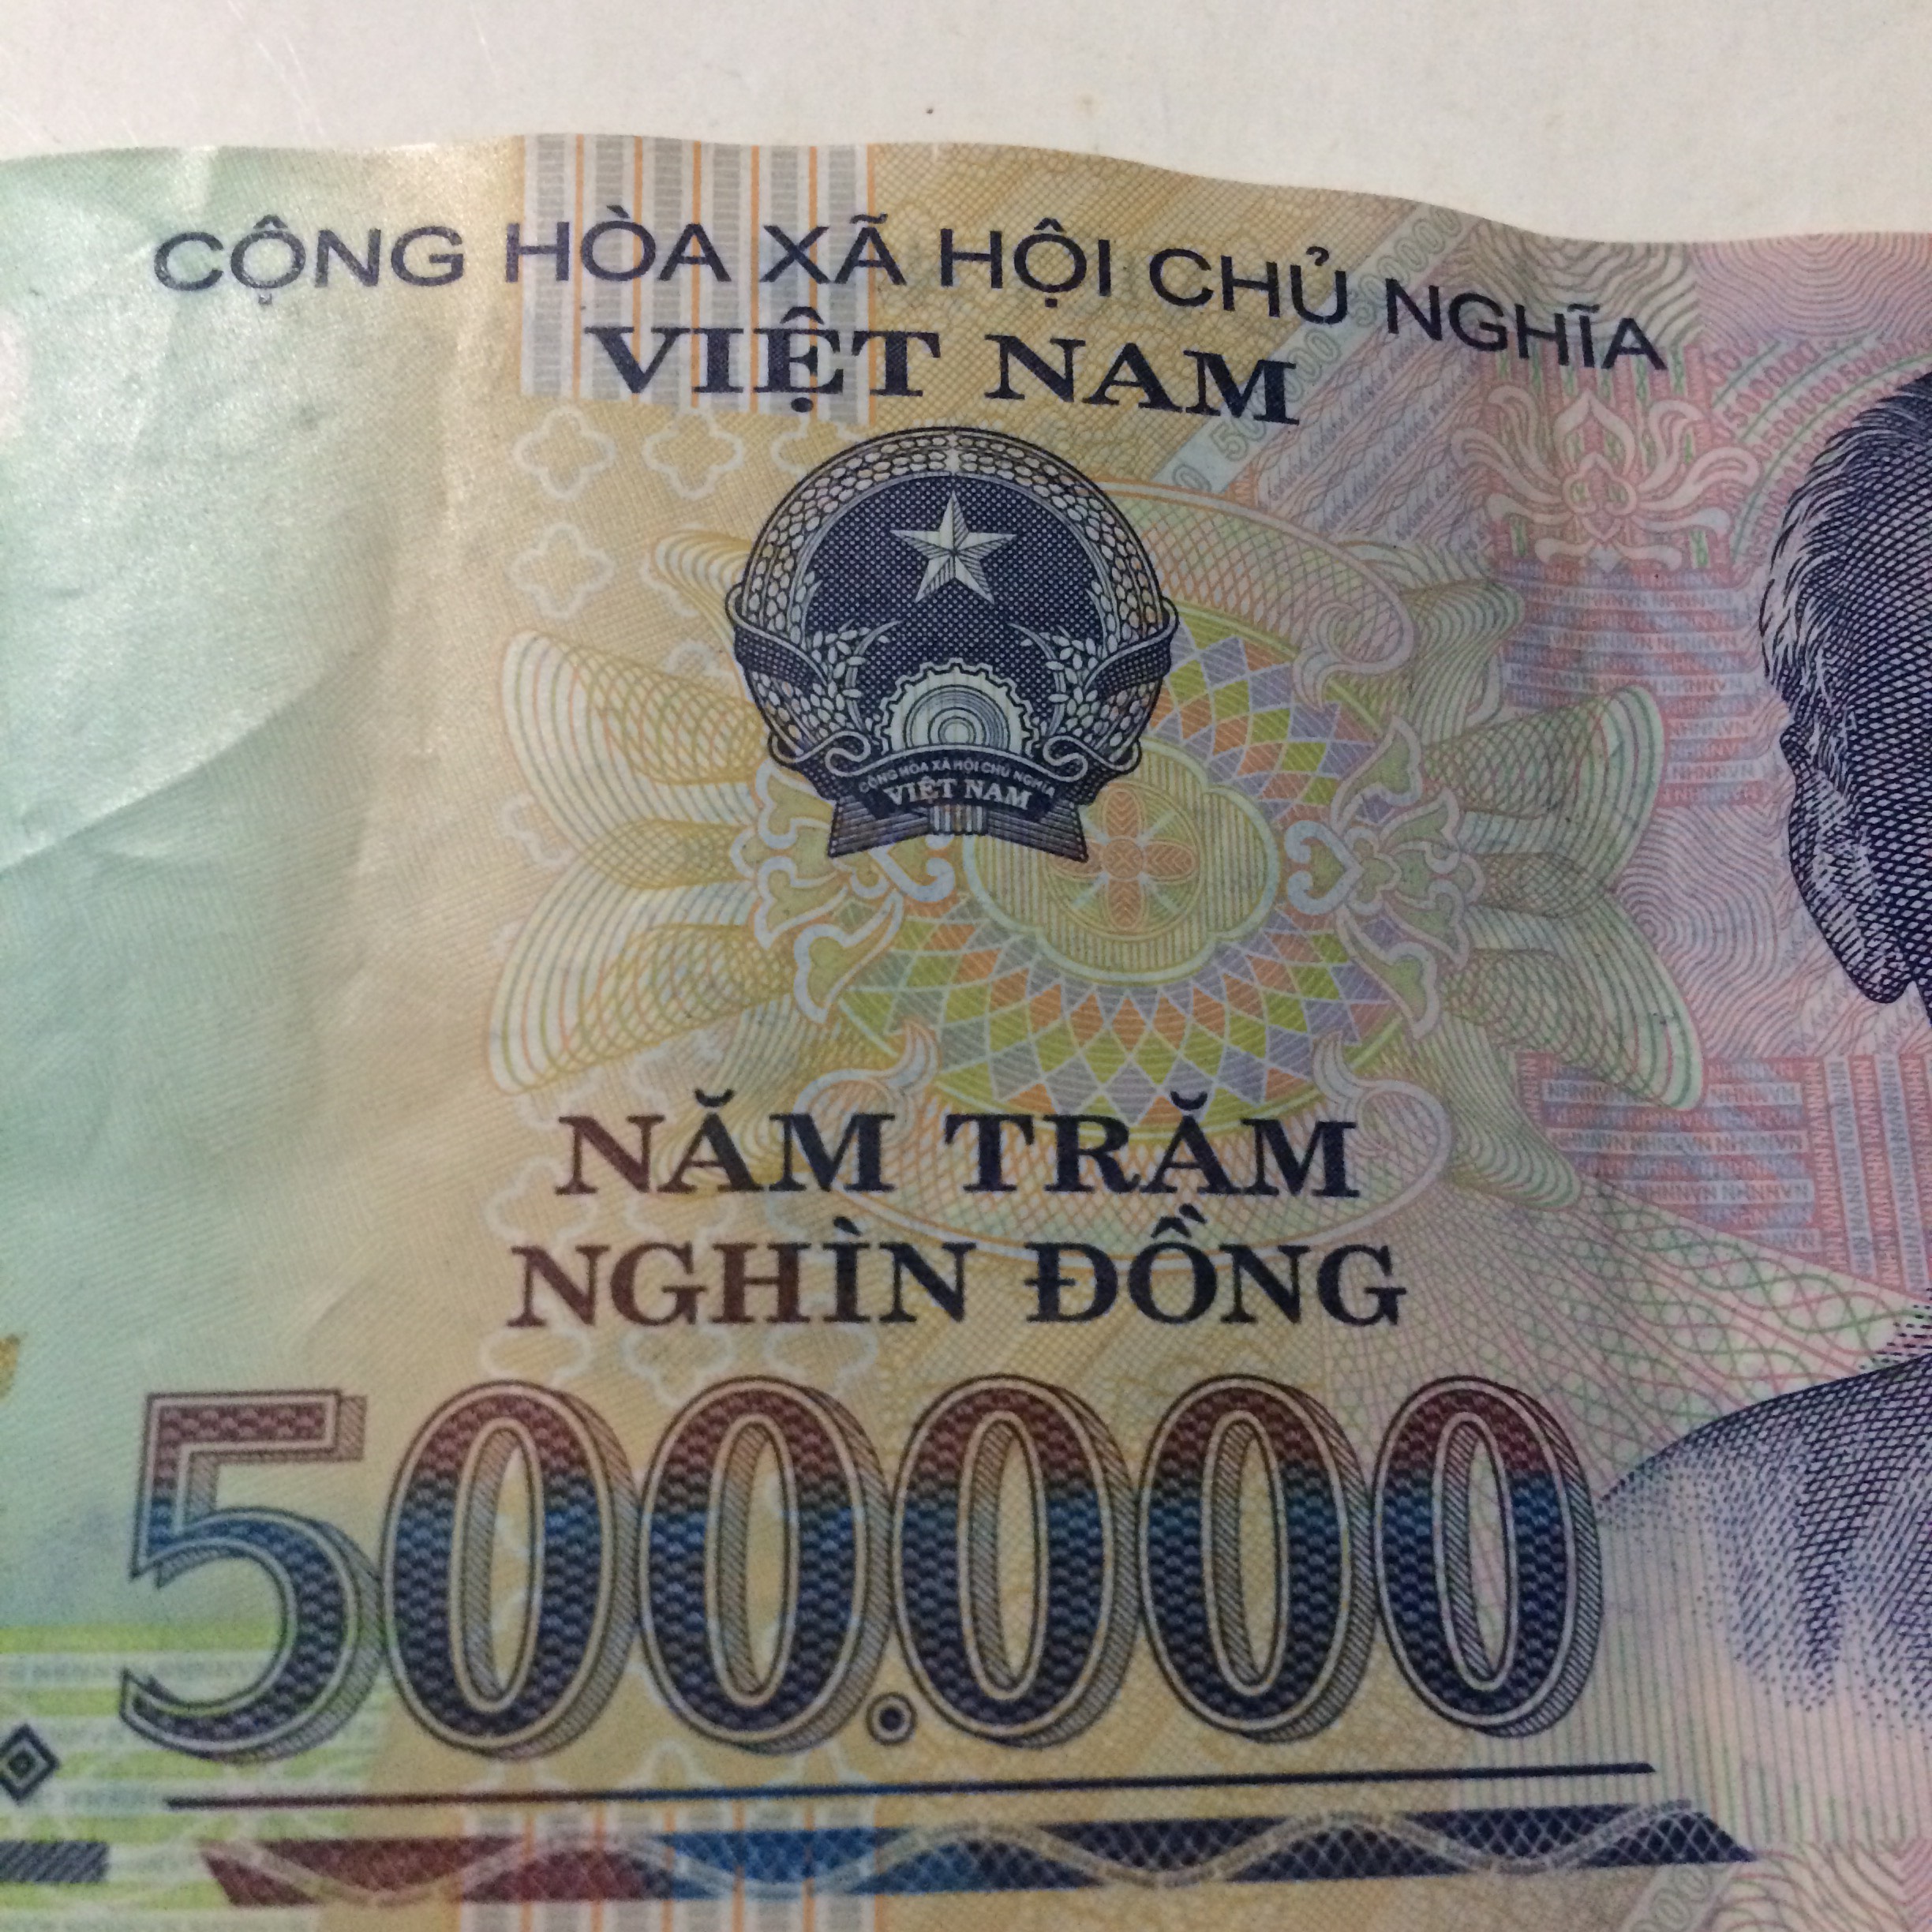 CỘNG HÒA XÃ HỘI CHỦ NGHĨA
VIỆT NAM
CỘNG HÒA XÃ HỘI CHỦ NGHĨA
VIỆT NAM
NĂM TRĂM
NGHÌN ĐỒNG
500.000